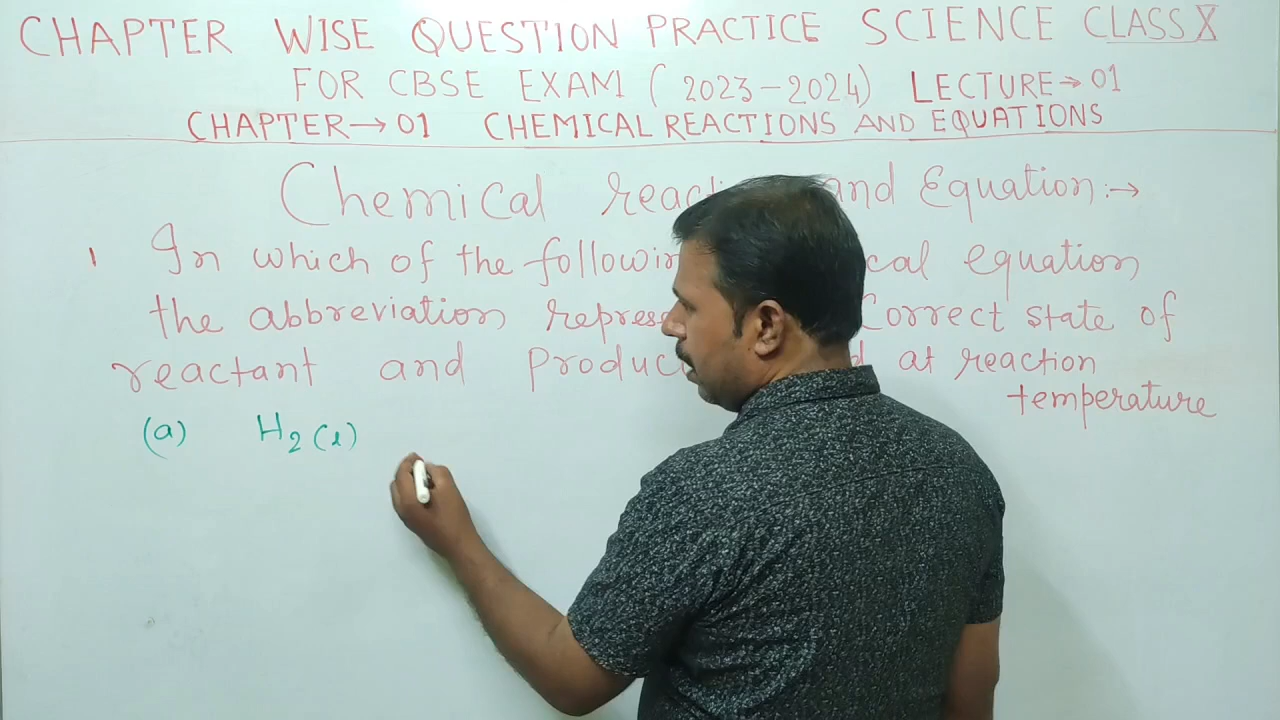 CHAPTER WISE QUESTION PRACTICE SCIENCE CLASS X
FOR CBSE EXAM (2023-2024) LECTURE→01
CHAPTER→01 CHEMICAL REACTIONS AND EQUATIONS
Chemical and Equation:→
1 In which of the equation
the abbreviation Correct state of
reactant and at reaction
temperature
(a) H2(l)